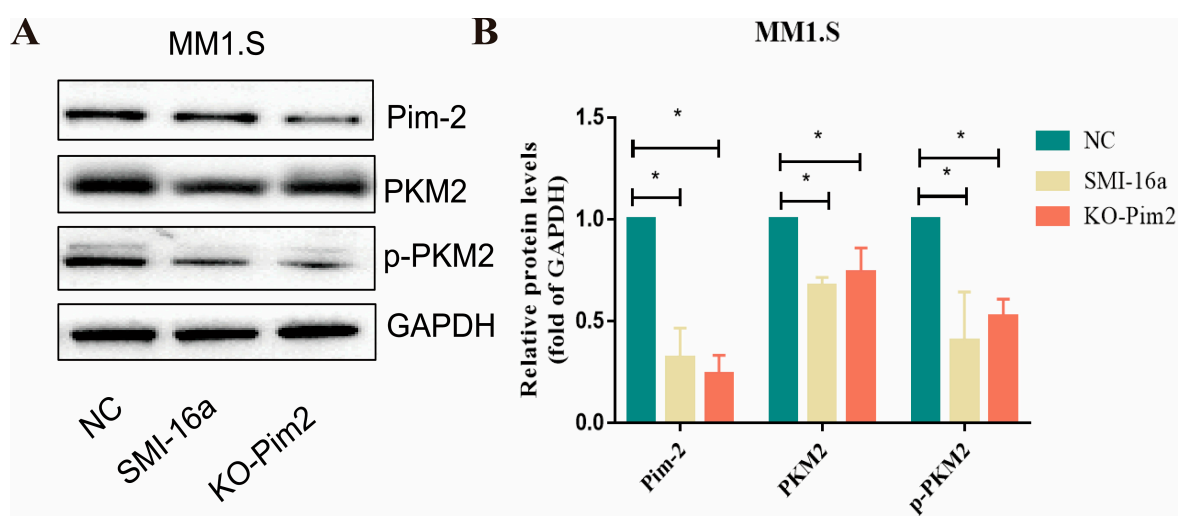 A
MM1.S
Pim-2
PKM2
p-PKM2
GAPDH
NC
SMI-16a
KO-Pim2
B
MM1.S
Relative protein levels
(fold of GAPDH)
1.5
1.0
0.5
0.0
*
*
*
*
*
*
Pim-2
PKM2
p-PKM2
NC
SMI-16a
KO-Pim2